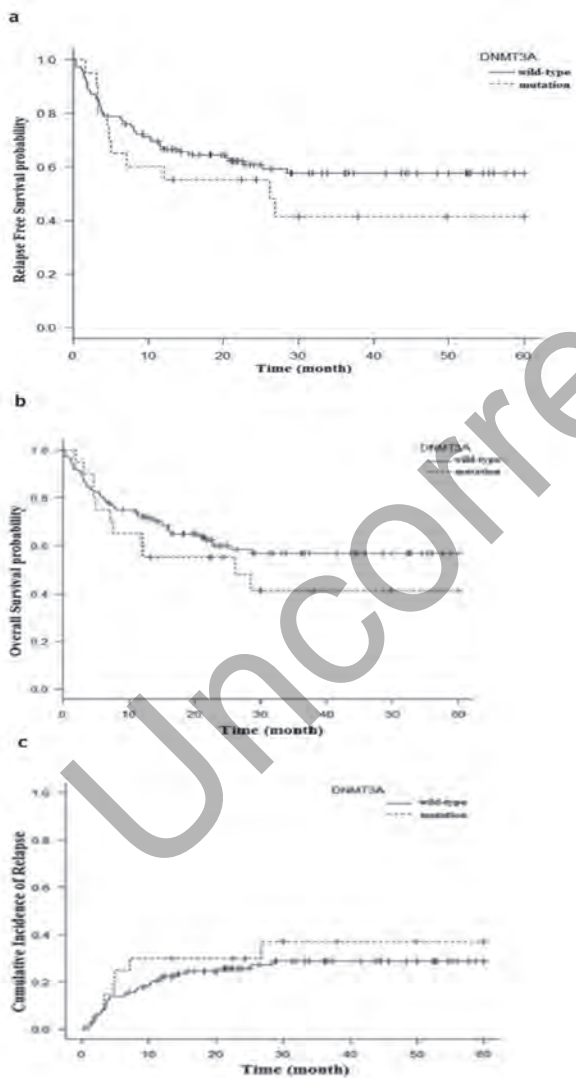 a
DNMT3A
wild-type
mutation
Relapse Free Survival probability
1.0
0.8
0.6
0.4
0.2
0.0
0
10
20
30
40
50
60
Time (month)
b
DNMT3A
wild-type
mutation
Overall Survival probability
1.0
0.8
0.6
0.4
0.2
0.0
0
10
20
30
40
50
60
Time (month)
c
DNMT3A
wild-type
mutation
Cumulative Incidence of Relapse
1.0
0.8
0.6
0.4
0.2
0.0
0
10
20
30
40
50
60
Time (month)
Uncorre